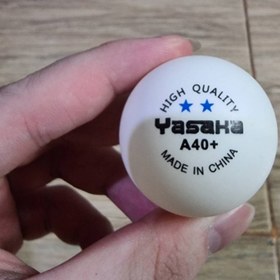 HIGH QUALITY
★ ★
Yasaka
A40+
MADE IN CHINA